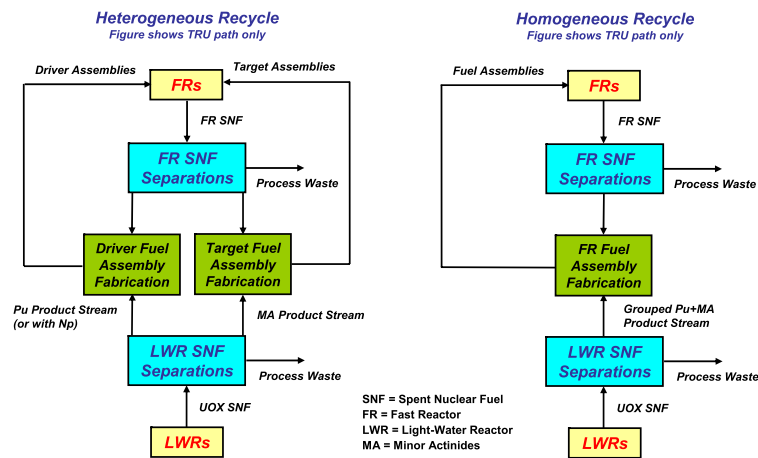 Heterogeneous Recycle
Figure shows TRU path only
Driver Assemblies
Target Assemblies
FRs
FR SNF
FR SNF
Separations
Process Waste
Driver Fuel
Assembly
Fabrication
Target Fuel
Assembly
Fabrication
Pu Product Stream
(or with Np)
MA Product Stream
LWR SNF
Separations
Process Waste
UOX SNF
LWRs
Homogeneous Recycle
Figure shows TRU path only
Fuel Assemblies
FRs
FR SNF
FR SNF
Separations
Process Waste
FR Fuel
Assembly
Fabrication
Grouped Pu+MA
Product Stream
LWR SNF
Separations
Process Waste
UOX SNF
LWRs
SNF = Spent Nuclear Fuel
FR = Fast Reactor
LWR = Light-Water Reactor
MA = Minor Actinides